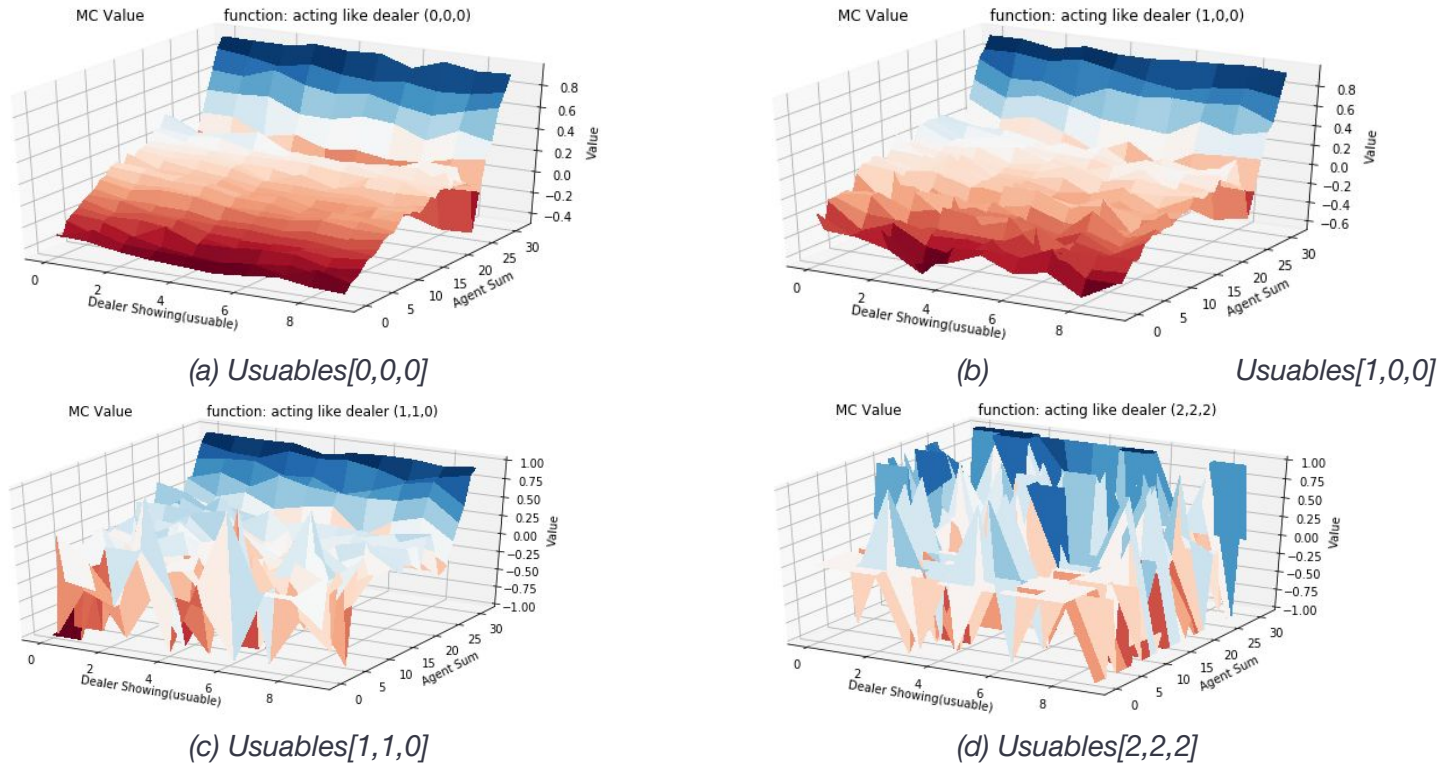 MC Value function: acting like dealer (0,0,0)
0.8
0.6
0.4
0.2
0.0
−0.2
−0.4
Value
0 2 4 6 8
Dealer Showing(usuable)
0 5 10 15 20 25 30
Agent Sum
(a) Usuables[0,0,0]
MC Value function: acting like dealer (1,0,0)
0.8
0.6
0.4
0.2
0.0
−0.2
−0.4
−0.6
Value
0 2 4 6 8
Dealer Showing(usuable)
0 5 10 15 20 25 30
Agent Sum
(b) Usuables[1,0,0]
MC Value function: acting like dealer (1,1,0)
1.00
0.75
0.50
0.25
0.00
−0.25
−0.50
−0.75
−1.00
Value
0 2 4 6 8
Dealer Showing(usuable)
0 5 10 15 20 25 30
Agent Sum
(c) Usuables[1,1,0]
MC Value function: acting like dealer (2,2,2)
1.00
0.75
0.50
0.25
0.00
−0.25
−0.50
−0.75
−1.00
Value
0 2 4 6 8
Dealer Showing(usuable)
0 5 10 15 20 25 30
Agent Sum
(d) Usuables[2,2,2]